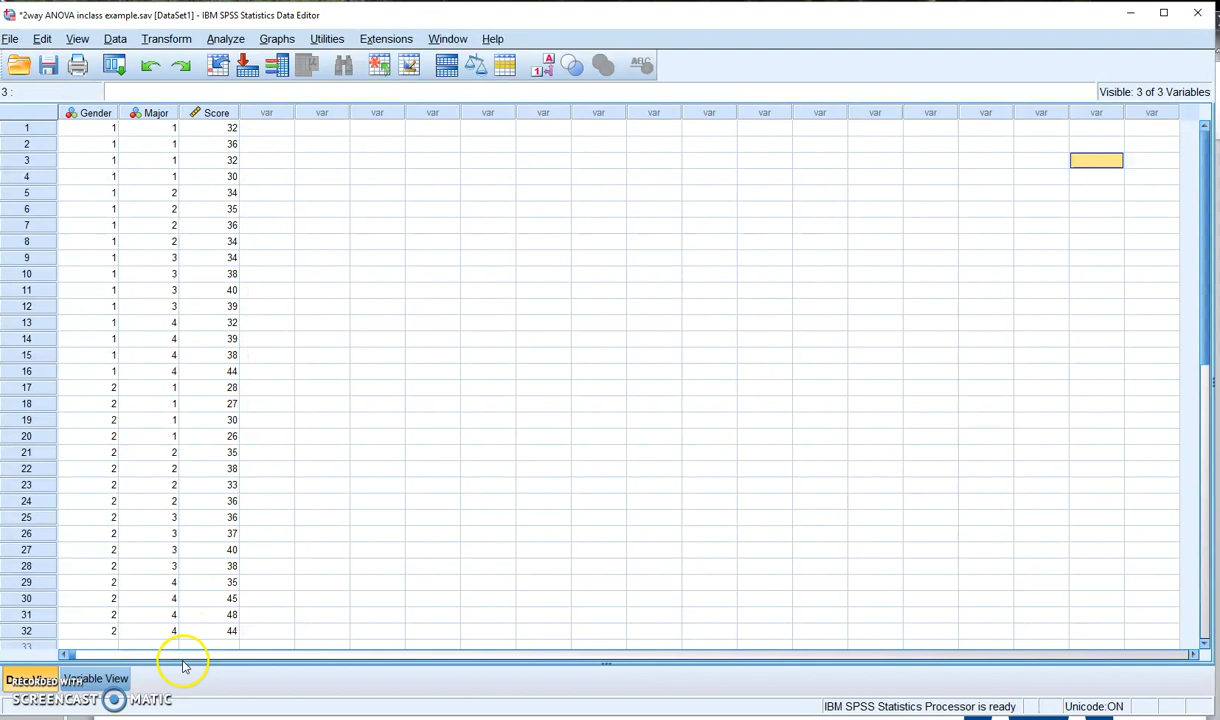 *2way ANOVA inclass example.sav [DataSet1] - IBM SPSS Statistics Data Editor
File Edit View Data Transform Analyze Graphs Utilities Extensions Window Help
3 : Visible: 3 of 3 Variables
Gender Major Score var var var var var var var var var var var var var var var var var
1 1 1 32
2 1 1 36
3 1 1 32
4 1 1 30
5 1 2 34
6 1 2 35
7 1 2 36
8 1 2 34
9 1 3 34
10 1 3 38
11 1 3 40
12 1 3 39
13 1 4 32
14 1 4 39
15 1 4 38
16 1 4 44
17 2 1 28
18 2 1 27
19 2 1 30
20 2 1 26
21 2 2 35
22 2 2 38
23 2 2 33
24 2 2 36
25 2 3 36
26 2 3 37
27 2 3 40
28 2 3 38
29 2 4 35
30 2 4 45
31 2 4 48
32 2 4 44
33
Variable View
RECORDED WITH
SCREENCAST MATIC
IBM SPSS Statistics Processor is ready Unicode:ON